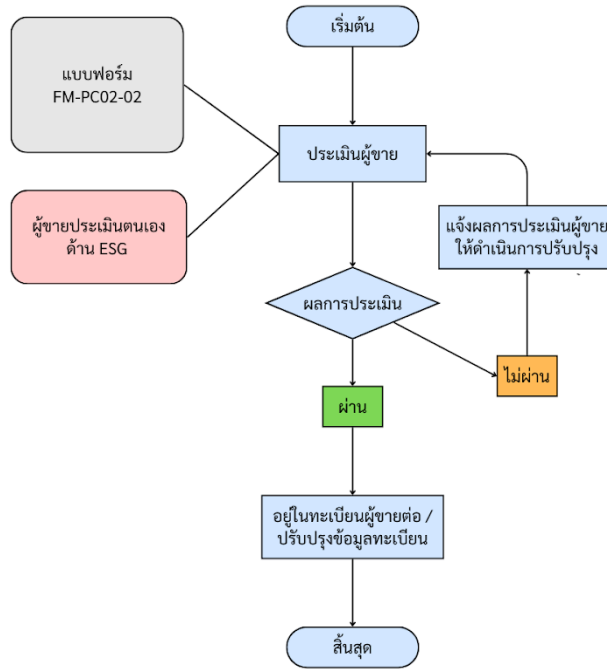 เริ่มต้น
แบบฟอร์ม
FM-PC02-02
ประเมินผู้ขาย
ผู้ขายประเมินตนเอง
ด้าน ESG
แจ้งผลการประเมินผู้ขาย
ให้ดำเนินการปรับปรุง
ผลการประเมิน
ไม่ผ่าน
ผ่าน
อยู่ในทะเบียนผู้ขายต่อ /
ปรับปรุงข้อมูลทะเบียน
สิ้นสุด